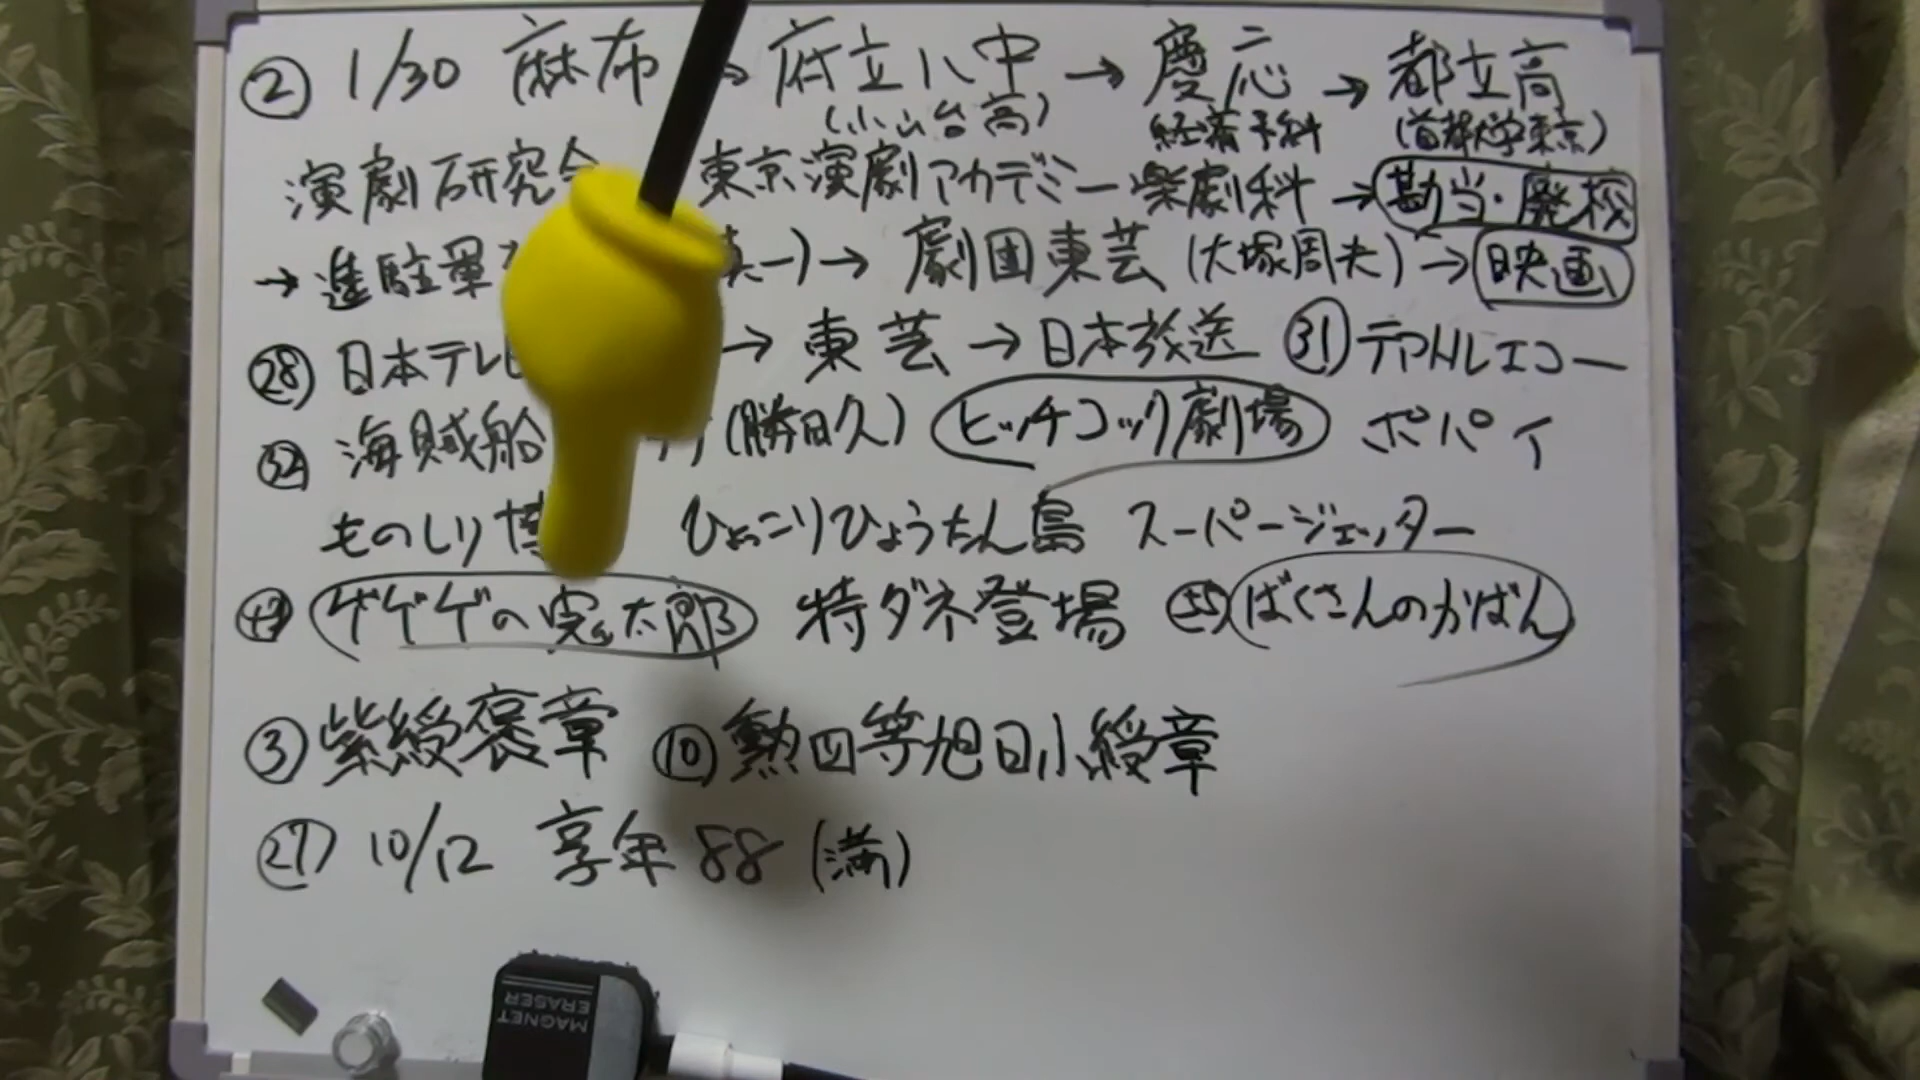 ② 1/30 麻布 府立八中 → 慶応 → 都立高
(小山台高) 経済予科 (首都大学東京)
演劇研究会 東京演劇アカデミー楽劇科 → 勘当・廃校
→ 進駐軍 真一) → 劇団東芸 (大塚周夫) → 映画
㉘ 日本テレビ → 東芸 → 日本放送 ㉛ テアトルエコー
㉜ 海賊船 (勝田久) ヒッチコック劇場 ポパイ
ものしり博 ひょっこりひょうたん島 スーパージェッター
ゲゲゲの鬼太郎 特ダネ登場 ㊺ ばくさんのかばん
③ 紫綬褒章 ⑩ 勲四等旭日小綬章
㉗ 10/12 享年 88 (満)
MAGNET
ERASER